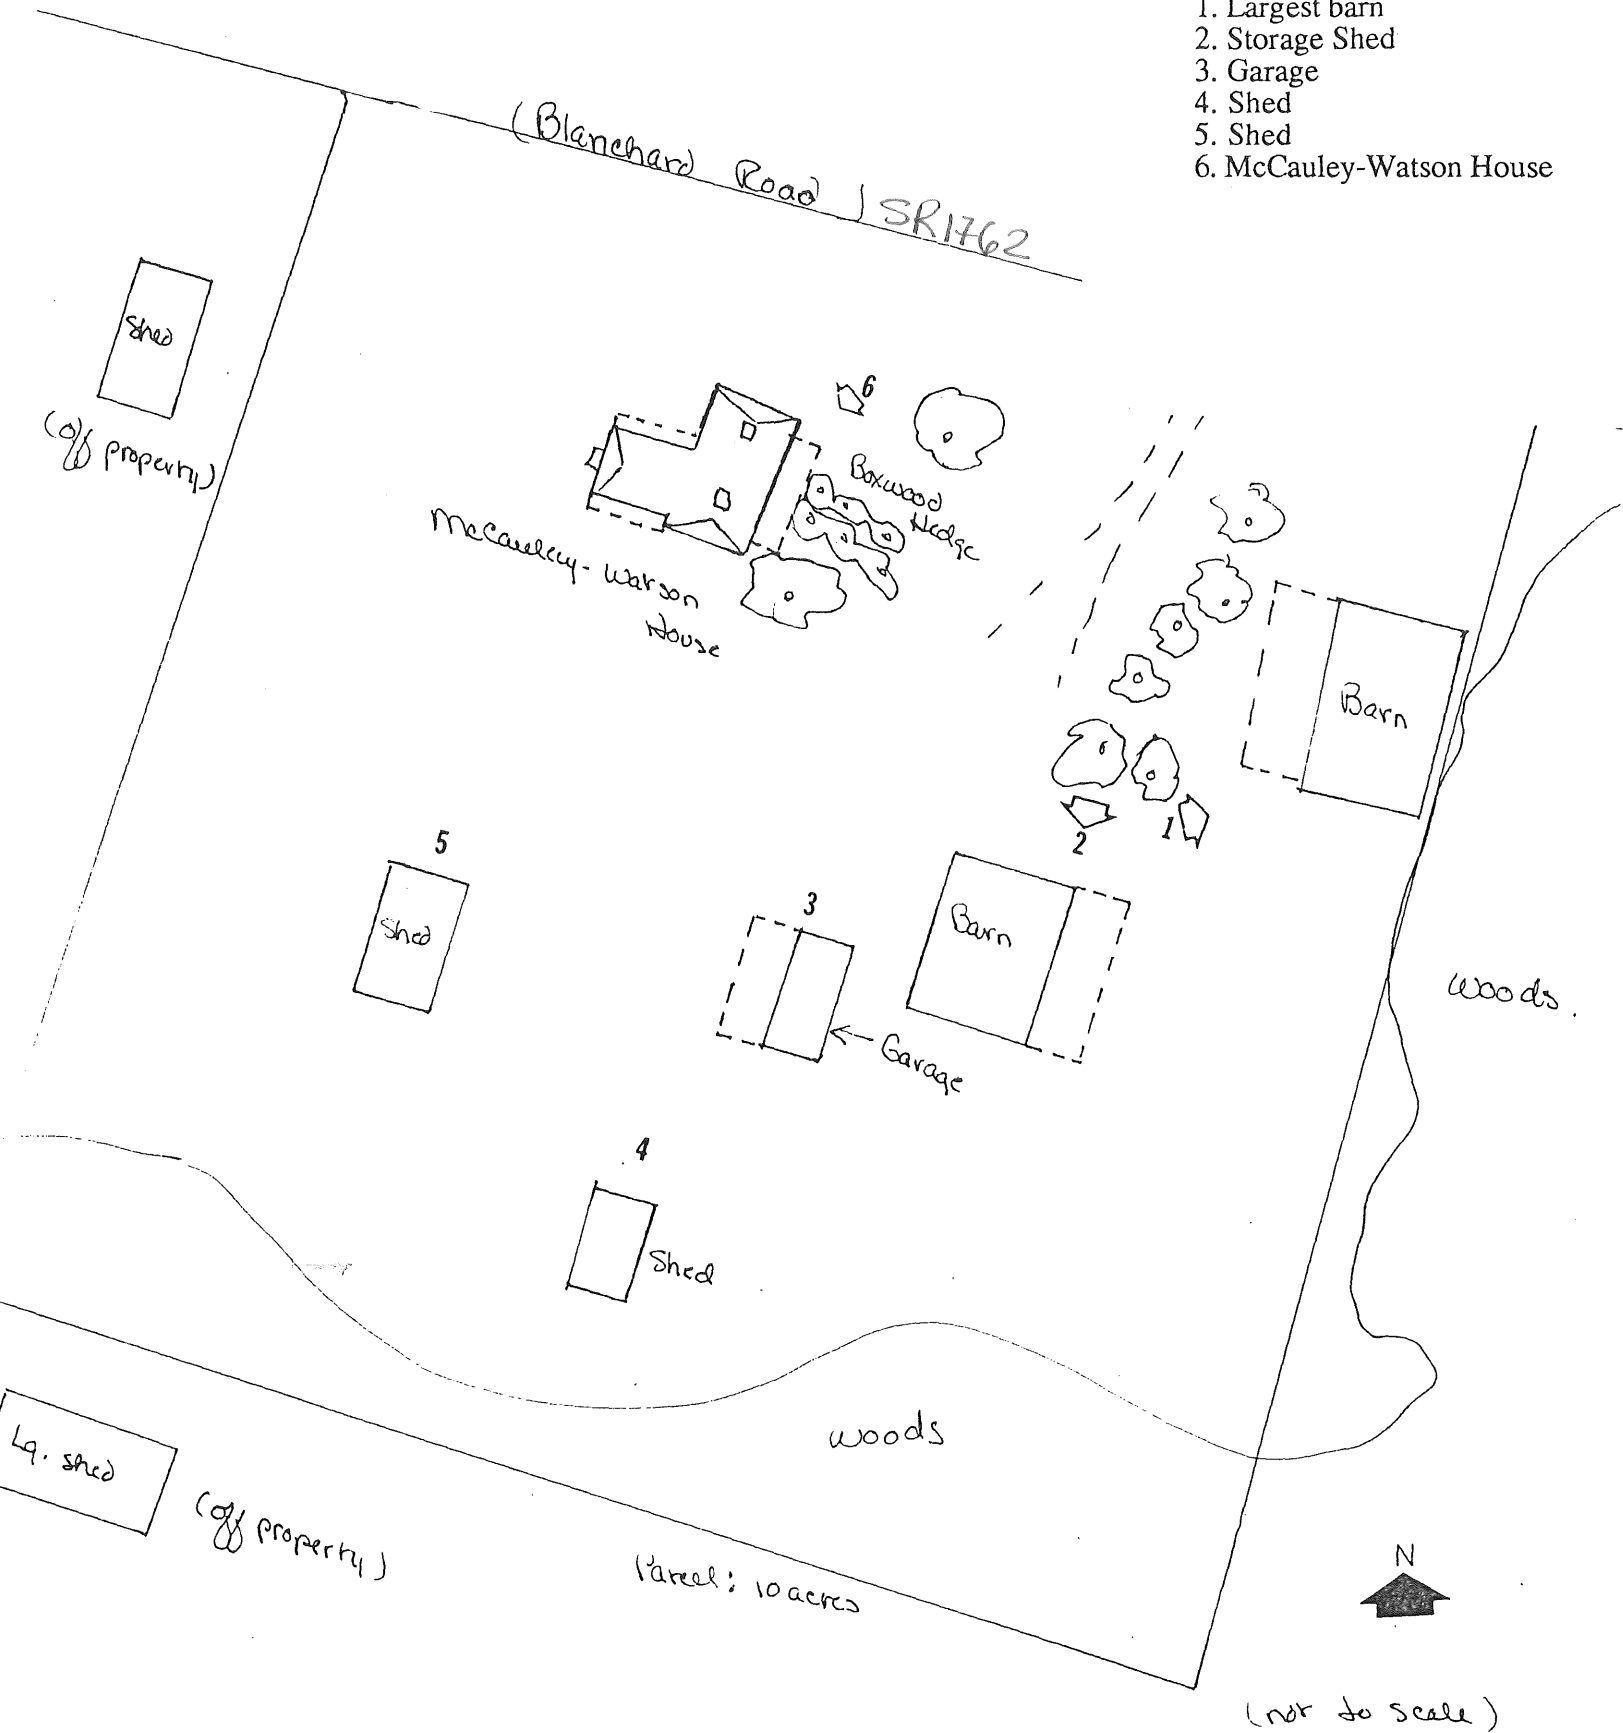 1. Largest barn
2. Storage Shed
3. Garage
4. Shed
5. Shed
6. McCauley-Watson House
(Blanchard Road) SR1762
Shed
(off property)
6
Boxwood
Hedge
McCauley-Watson
House
Barn
2
1
5
Shed
3
Barn
Garage
woods.
4
Shed
woods
Lg. shed
(off property)
Parcel: 10 acres
N
(not to scale)